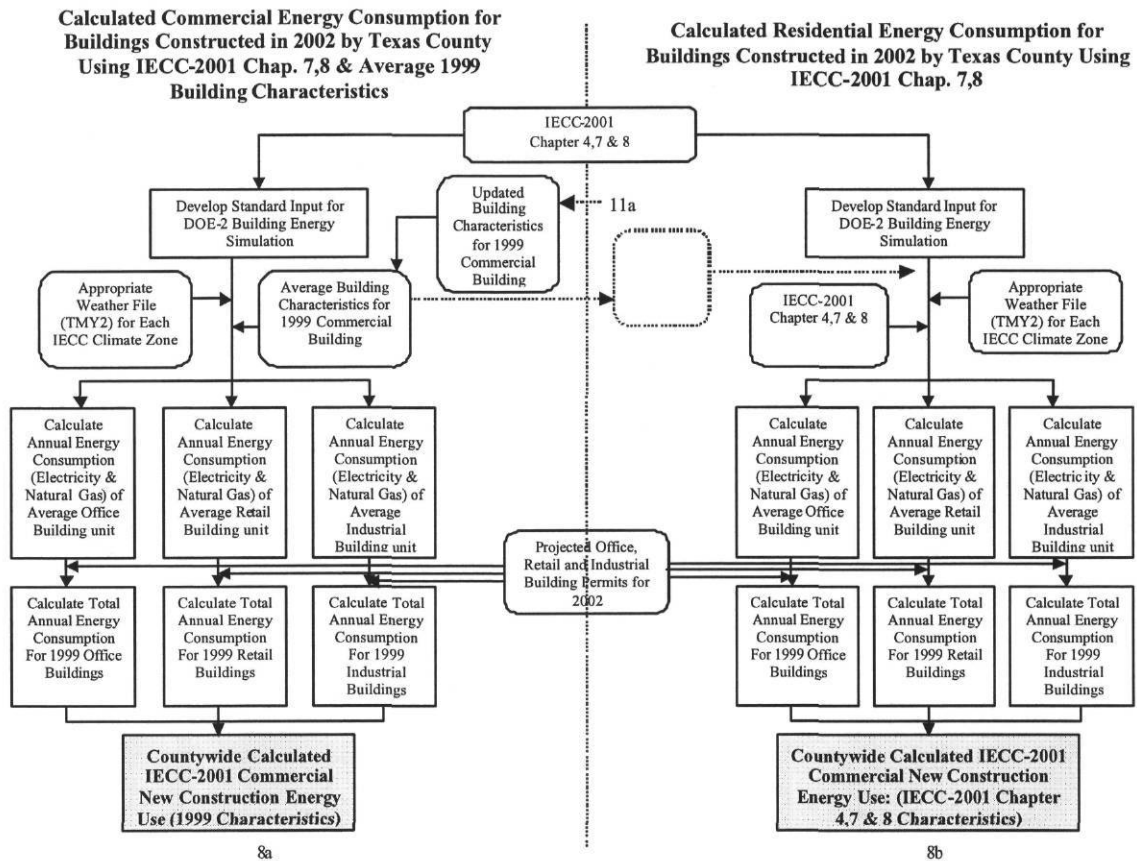 Calculated Commercial Energy Consumption for
Buildings Constructed in 2002 by Texas County
Using IECC-2001 Chap. 7,8 & Average 1999
Building Characteristics
Calculated Residential Energy Consumption for
Buildings Constructed in 2002 by Texas County Using
IECC-2001 Chap. 7,8
IECC-2001
Chapter 4,7 & 8
Develop Standard Input for
DOE-2 Building Energy
Simulation
Updated
Building
Characteristics
for 1999
Commercial
Building
11a
Develop Standard Input for
DOE-2 Building Energy
Simulation
Appropriate
Weather File
(TMY2) for Each
IECC Climate Zone
Average Building
Characteristics for
1999 Commercial
Building
IECC-2001
Chapter 4,7 & 8
Appropriate
Weather File
(TMY2) for Each
IECC Climate Zone
Calculate
Annual Energy
Consumption
(Electricity &
Natural Gas) of
Average Office
Building unit
Calculate
Annual Energy
Consumption
(Electricity &
Natural Gas) of
Average Retail
Building unit
Calculate
Annual Energy
Consumption
(Electricity &
Natural Gas) of
Average
Industrial
Building unit
Calculate
Annual Energy
Consumption
(Electricity &
Natural Gas) of
Average Office
Building unit
Calculate
Annual Energy
Consumption
(Electricity &
Natural Gas) of
Average Retail
Building unit
Calculate
Annual Energy
Consumption
(Electricity &
Natural Gas) of
Average
Industrial
Building unit
Projected Office,
Retail and Industrial
Building Permits for
2002
Calculate Total
Annual Energy
Consumption
For 1999 Office
Buildings
Calculate Total
Annual Energy
Consumption
For 1999 Retail
Buildings
Calculate Total
Annual Energy
Consumption
For 1999
Industrial
Buildings
Calculate Total
Annual Energy
Consumption
For 1999 Office
Buildings
Calculate Total
Annual Energy
Consumption
For 1999 Retail
Buildings
Calculate Total
Annual Energy
Consumption
For 1999
Industrial
Buildings
Countywide Calculated
IECC-2001 Commercial
New Construction Energy
Use (1999 Characteristics)
Countywide Calculated IECC-2001
Commercial New Construction
Energy Use: (IECC-2001 Chapter
4,7 & 8 Characteristics)
8a
8b